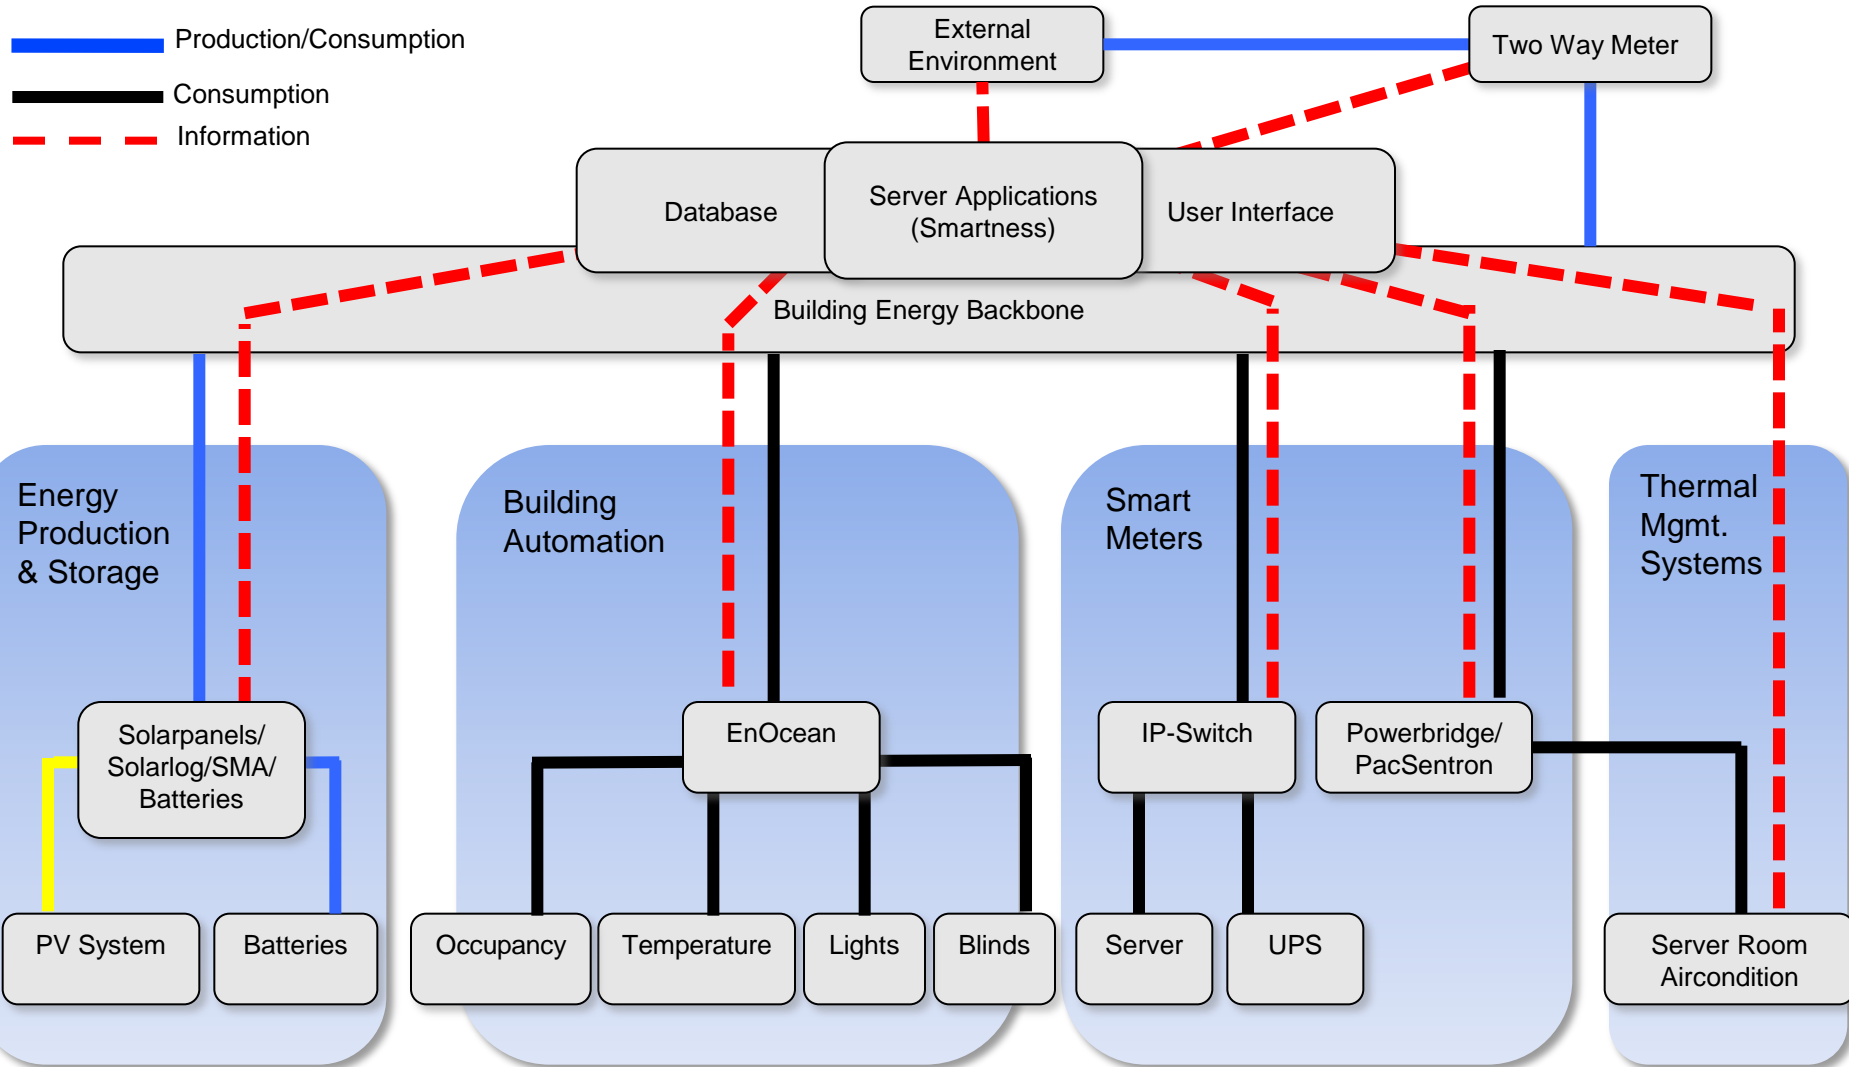 Production/Consumption
Consumption
Information
External
Environment
Two Way Meter
Database
Server Applications
(Smartness)
User Interface
Building Energy Backbone
Energy
Production
& Storage
Building
Automation
Smart
Meters
Thermal
Mgmt.
Systems
Solarpanels/
Solarlog/SMA/
Batteries
EnOcean
IP-Switch
Powerbridge/
PacSentron
PV System
Batteries
Occupancy
Temperature
Lights
Blinds
Server
UPS
Server Room
Aircondition